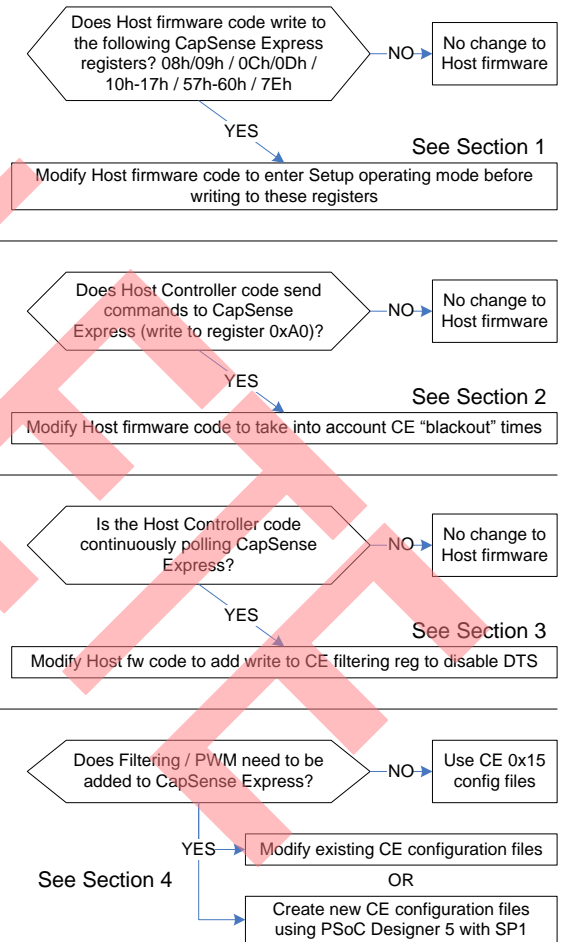 Does Host firmware code write to
the following CapSense Express
registers? 08h/09h / 0Ch/0Dh /
10h-17h / 57h-60h / 7Eh
NO
No change to
Host firmware
YES
See Section 1
Modify Host firmware code to enter Setup operating mode before
writing to these registers
Does Host Controller code send
commands to CapSense
Express (write to register 0xA0)?
NO
No change to
Host firmware
YES
See Section 2
Modify Host firmware code to take into account CE “blackout” times
Is the Host Controller code
continuously polling CapSense
Express?
NO
No change to
Host firmware
YES
See Section 3
Modify Host fw code to add write to CE filtering reg to disable DTS
Does Filtering / PWM need to be
added to CapSense Express?
NO
Use CE 0x15
config files
YES
Modify existing CE configuration files
See Section 4
OR
Create new CE configuration files
using PSoC Designer 5 with SP1